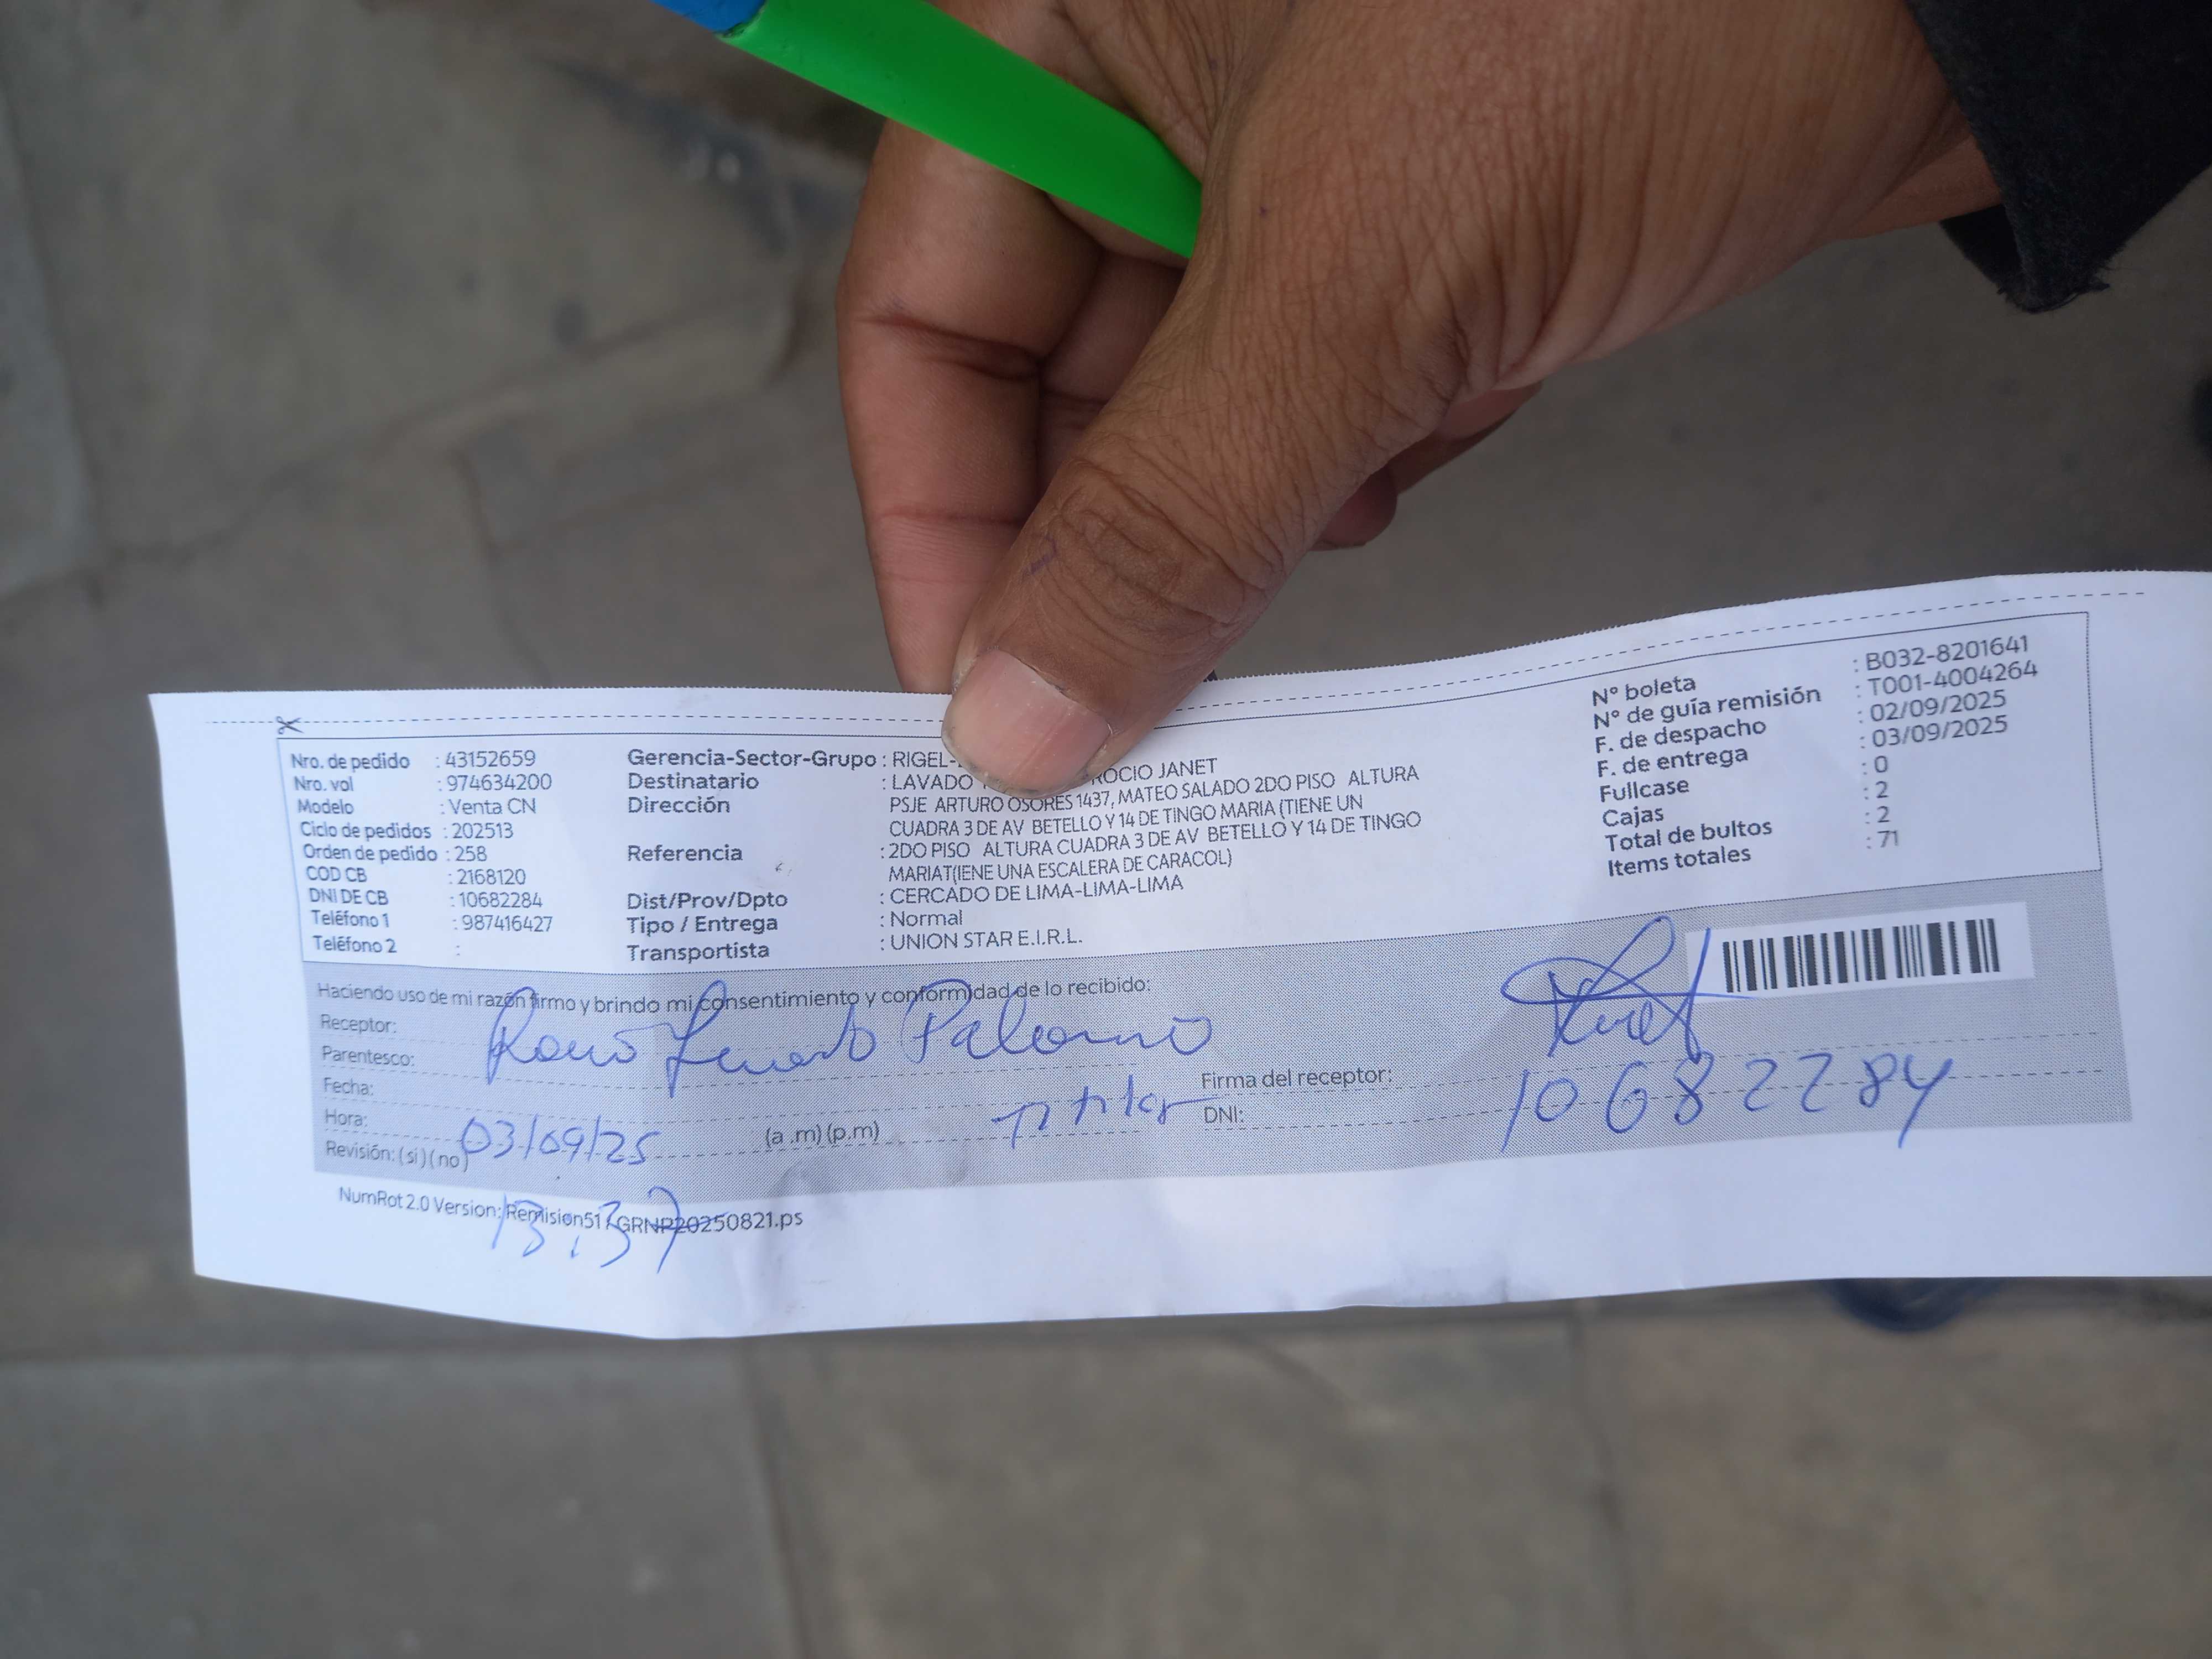 Nro. de pedido : 43152659
Nro. vol : 974634200
Modelo : Venta CN
Ciclo de pedidos : 202513
Orden de pedido : 258
COD CB : 2168120
DNI DE CB : 10682284
Teléfono 1 : 987416427
Teléfono 2 :
Gerencia-Sector-Grupo : RIGEL-
Destinatario : LAVADO ROCIO JANET
Dirección PSJE ARTURO OSORES 1437, MATEO SALADO 2DO PISO ALTURA
CUADRA 3 DE AV BETELLO Y 14 DE TINGO MARIA (TIENE UN
Referencia : 2DO PISO ALTURA CUADRA 3 DE AV BETELLO Y 14 DE TINGO
MARIAT(IENE UNA ESCALERA DE CARACOL)
Dist/Prov/Dpto : CERCADO DE LIMA-LIMA-LIMA
Tipo / Entrega : Normal
Transportista : UNION STAR E.I.R.L.
N° boleta : B032-8201641
N° de guía remisión : T001-4004264
F. de despacho : 02/09/2025
F. de entrega : 03/09/2025
Fullcase : 0
Cajas : 2
Total de bultos : 2
Items totales : 71
Haciendo uso de mi razón firmo y brindo mi consentimiento y conformidad de lo recibido:
Receptor:
Parentesco: Palomino
Fecha:
Hora: 03/09/25 (a .m) (p.m)
Revisión: (si) ( no)
Firma del receptor:
DNI: 10682284
NumRot 2.0 Version: Remision517GRNP20250821.ps
13:37